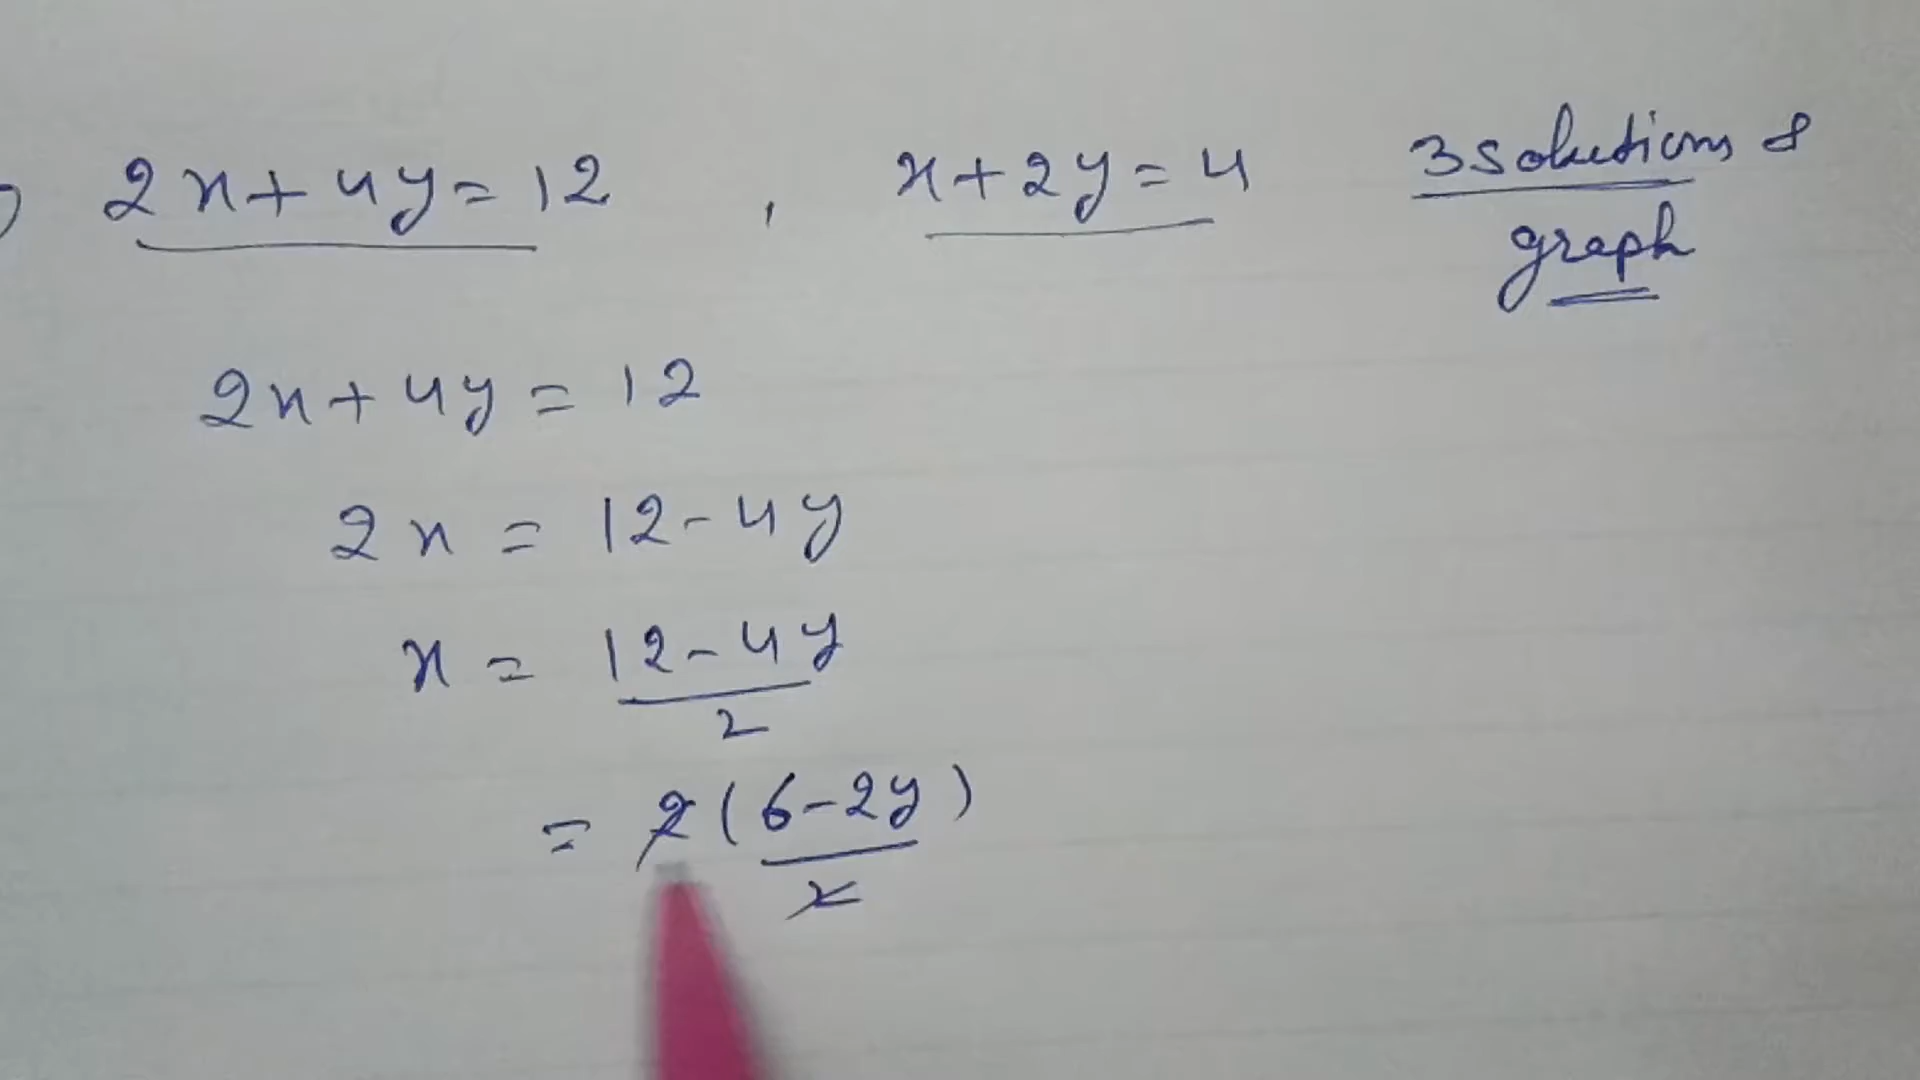 ) 2x+4y=12 , x+2y=4 3 solutions &
graph
2x+4y = 12
2x = 12-4y
x = 12-4y
2
= 2(6-2y)
2